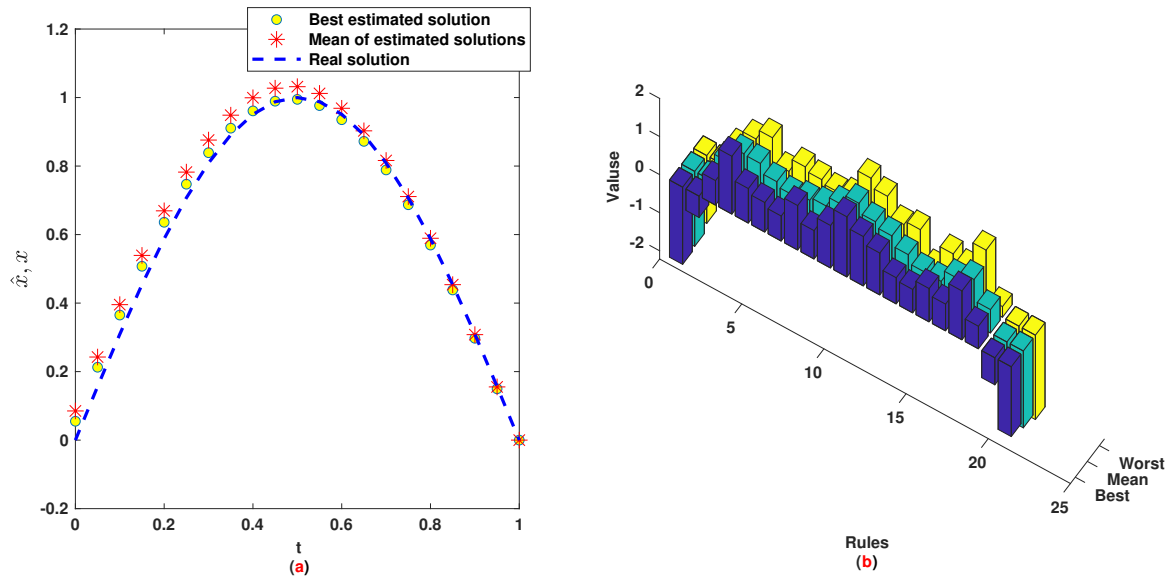 Best estimated solution
Mean of estimated solutions
Real solution
1.2
1
0.8
0.6
0.4
0.2
0
-0.2
0 0.2 0.4 0.6 0.8 1
x̂, x
t
(a)
2
1
0
-1
-2
Valuse
0
5
10
15
20
25
Worst
Mean
Best
Rules
(b)